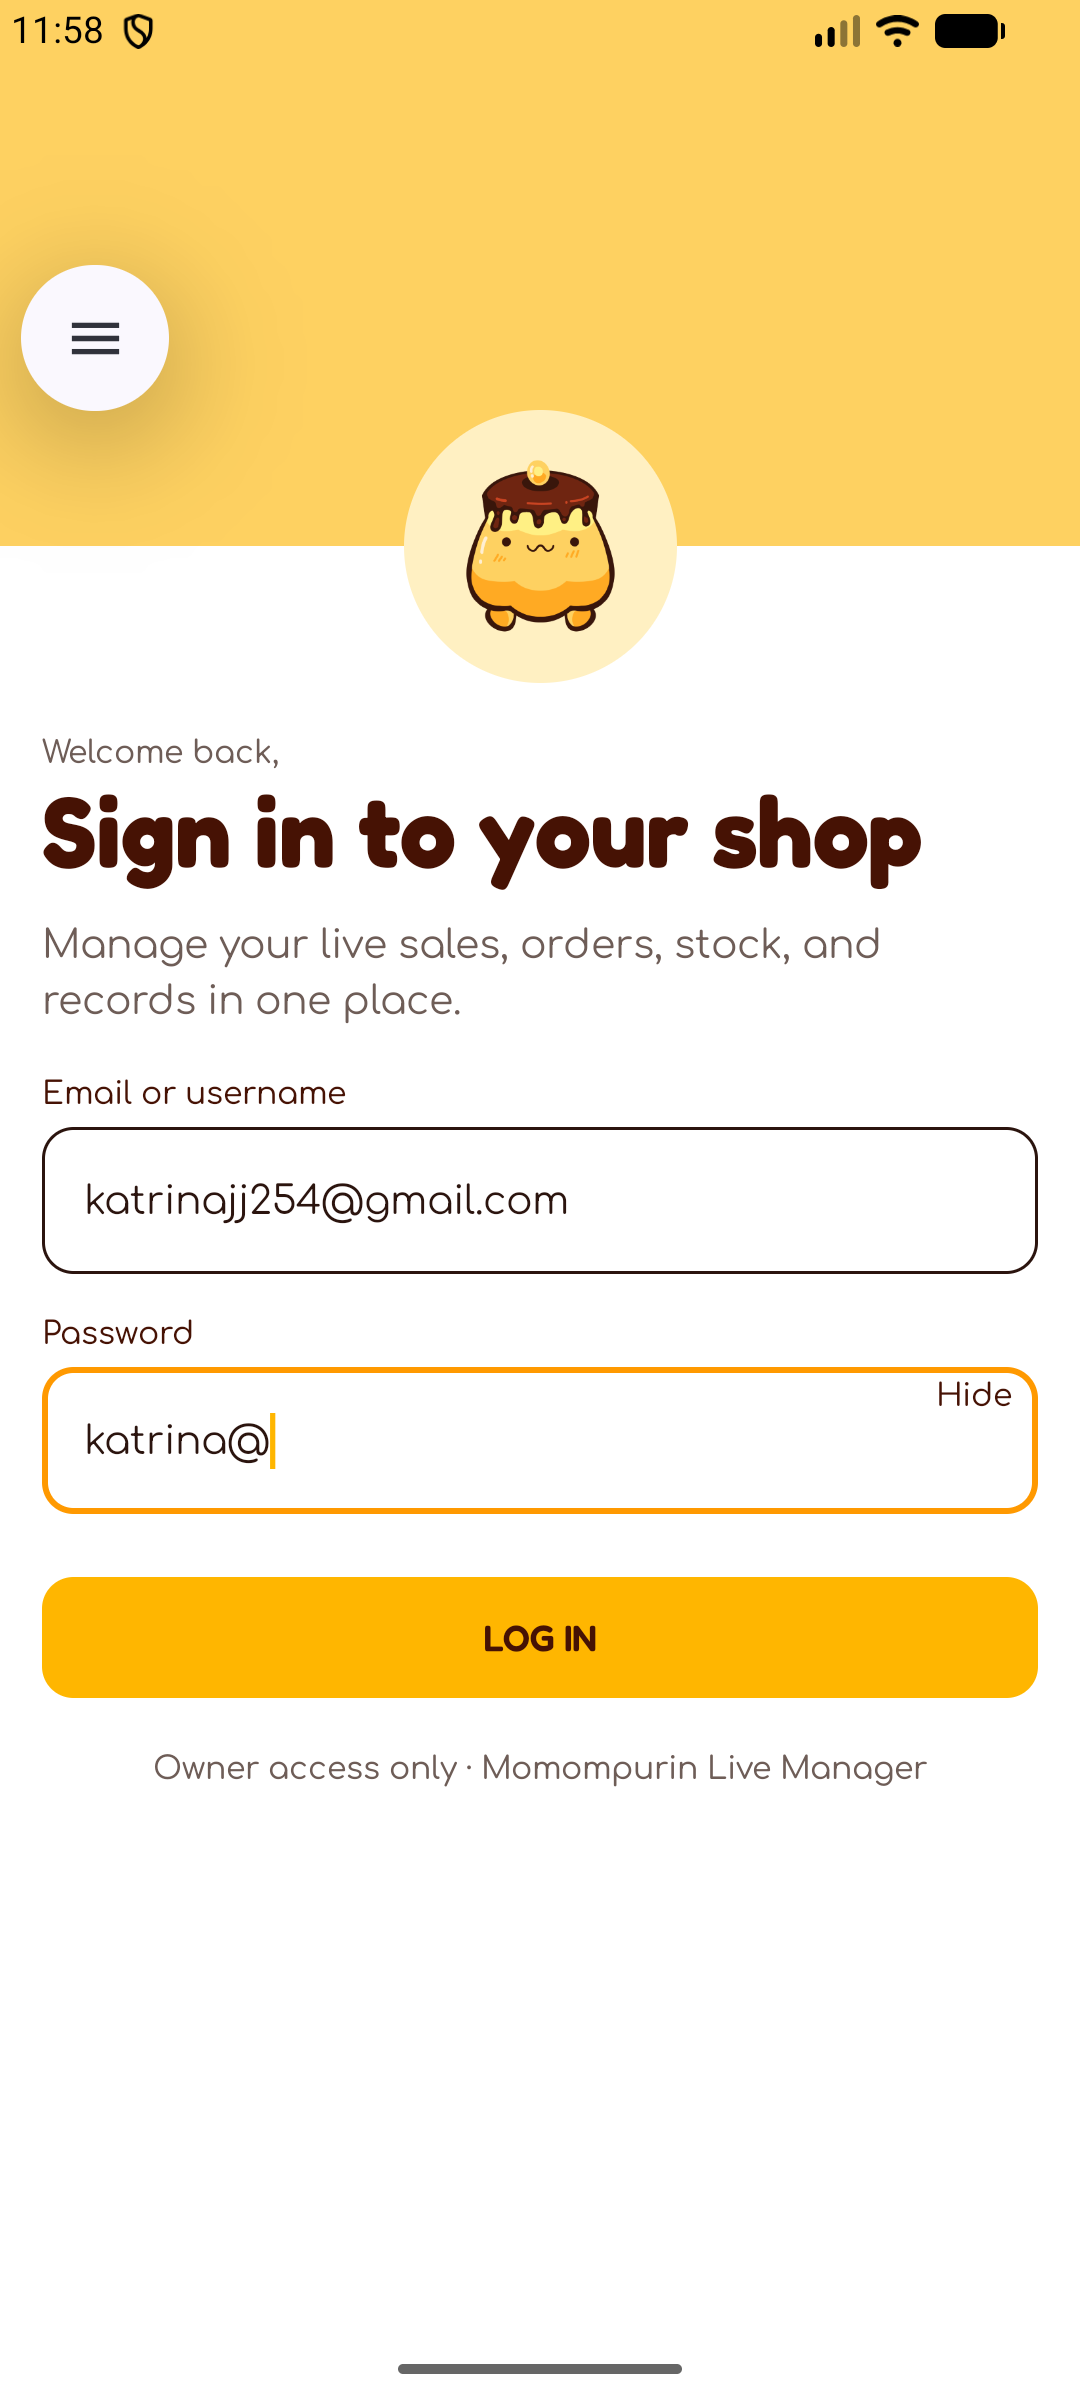 11:58
Welcome back,
Sign in to your shop
Manage your live sales, orders, stock, and
records in one place.
Email or username
katrinajj254@gmail.com
Password
Hide
katrina@
LOG IN
Owner access only · Momompurin Live Manager